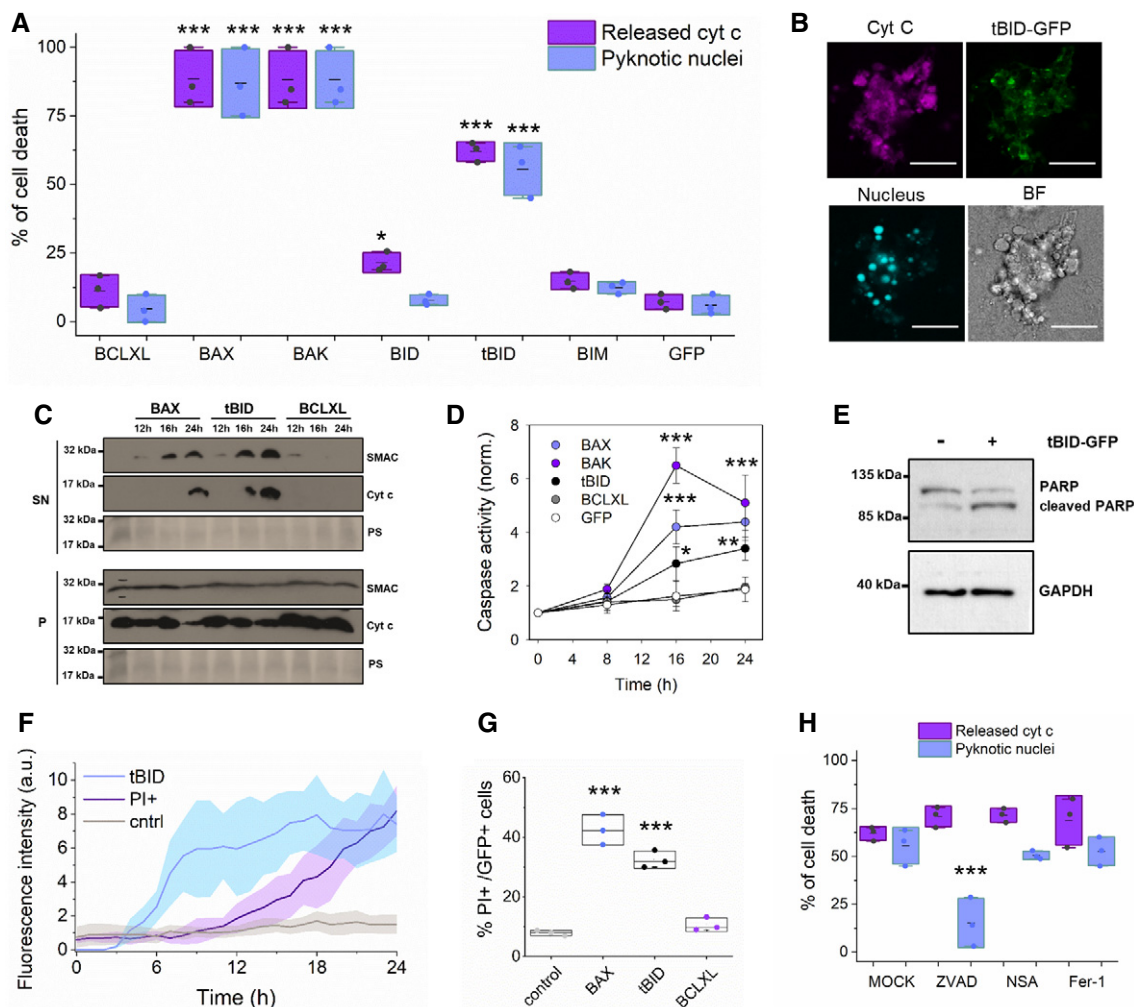 A
% of cell death
100
75
50
25
0
*** *** *** ***
*
*** ***
Released cyt c
Pyknotic nuclei
BCLXL BAX BAK BID tBID BIM GFP
B
Cyt C tBID-GFP
Nucleus BF
C
BAX tBID BCLXL
12h 16h 24h 12h 16h 24h 12h 16h 24h
SN
32 kDa SMAC
17 kDa Cyt c
32 kDa
17 kDa PS
P
32 kDa SMAC
17 kDa Cyt c
32 kDa
17 kDa PS
D
Caspase activity (norm.)
8
6
4
2
0
BAX
BAK
tBID
BCLXL
GFP
*** ***
***
* **
0 4 8 12 16 20 24
Time (h)
E
- + tBID-GFP
135 kDa PARP
85 kDa cleaved PARP
40 kDa GAPDH
F
Fluorescence intensity (a.u.)
10
8
6
4
2
0
tBID
PI+
cntrl
0 6 12 18 24
Time (h)
G
% PI+ /GFP+ cells
60
40
20
0
*** ***
control BAX tBID BCLXL
H
Released cyt c
Pyknotic nuclei
% of cell death
100
75
50
25
0
***
MOCK ZVAD NSA Fer-1